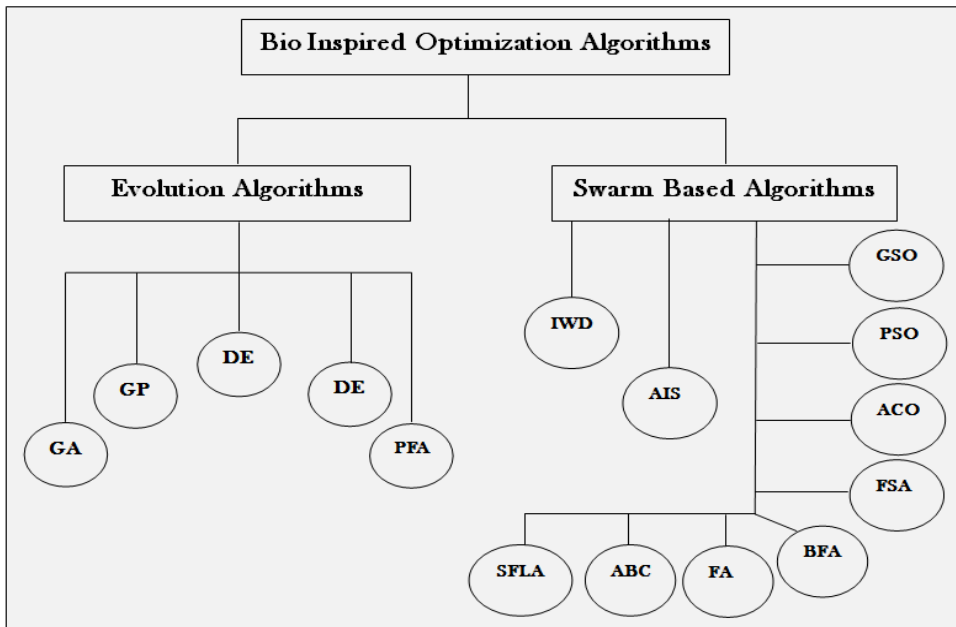 Bio Inspired Optimization Algorithms
Evolution Algorithms
Swarm Based Algorithms
GA
GP
DE
DE
PFA
IWD
AIS
GSO
PSO
ACO
FSA
BFA
FA
ABC
SFLA